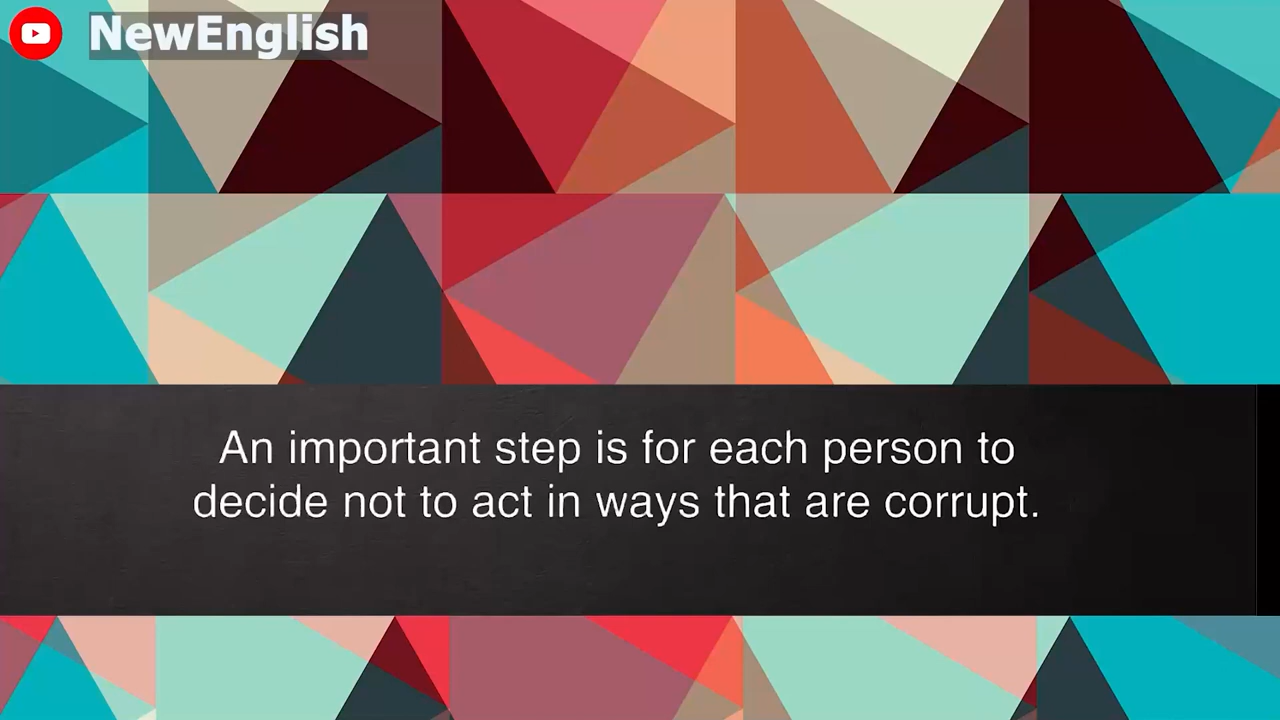 NewEnglish
An important step is for each person to
decide not to act in ways that are corrupt.